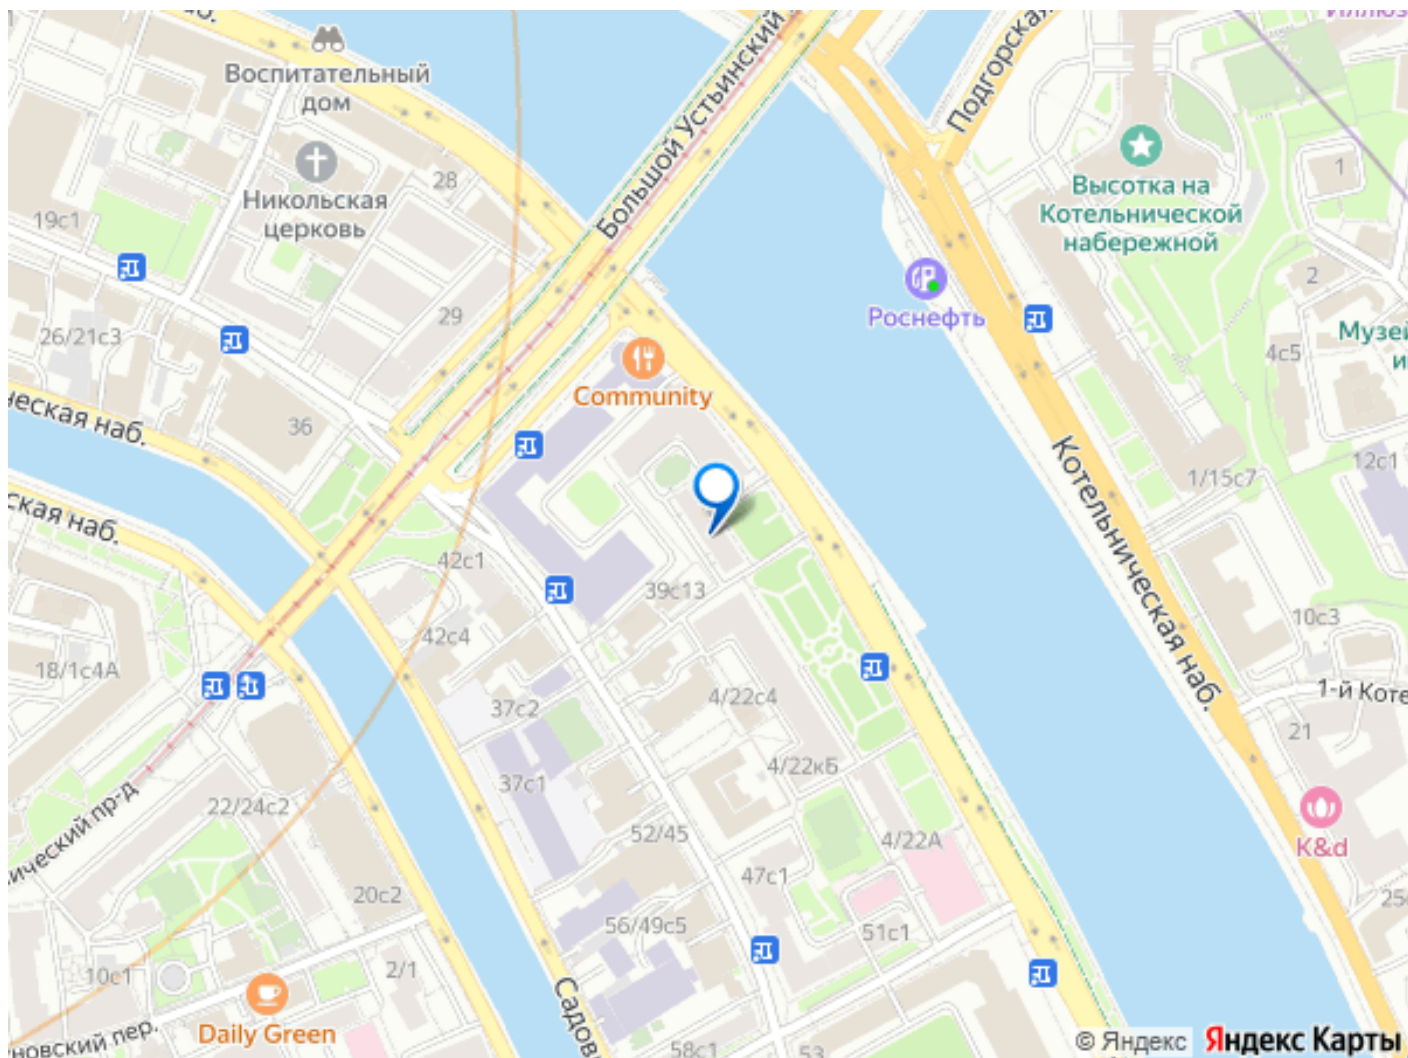 наб.
Воспитательный
дом
Никольская
церковь
28
19с1
29
26/21с3
36
Большой Устьинский
Подгорская
Высотка на
Котельнической
набережной
1
2
Роснефть
4с5
Музей
Community
ческая наб.
ская наб.
12с1
1/15с7
Котельническая наб.
42с1
39с13
42с4
10с3
18/1с4А
1-й Коте
37с2
4/22с4
21
37с1
4/22кБ
22/24с2
ический пр-д
52/45
4/22А
K&d
47с1
20с2
25
56/49с5
51с1
10с1
2/1
Садов
Daily Green
новский пер.
58с1
53
© Яндекс
Яндекс Карты